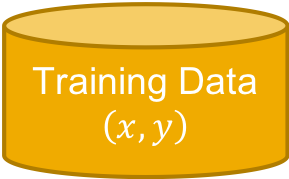 Training Data
(x, y)